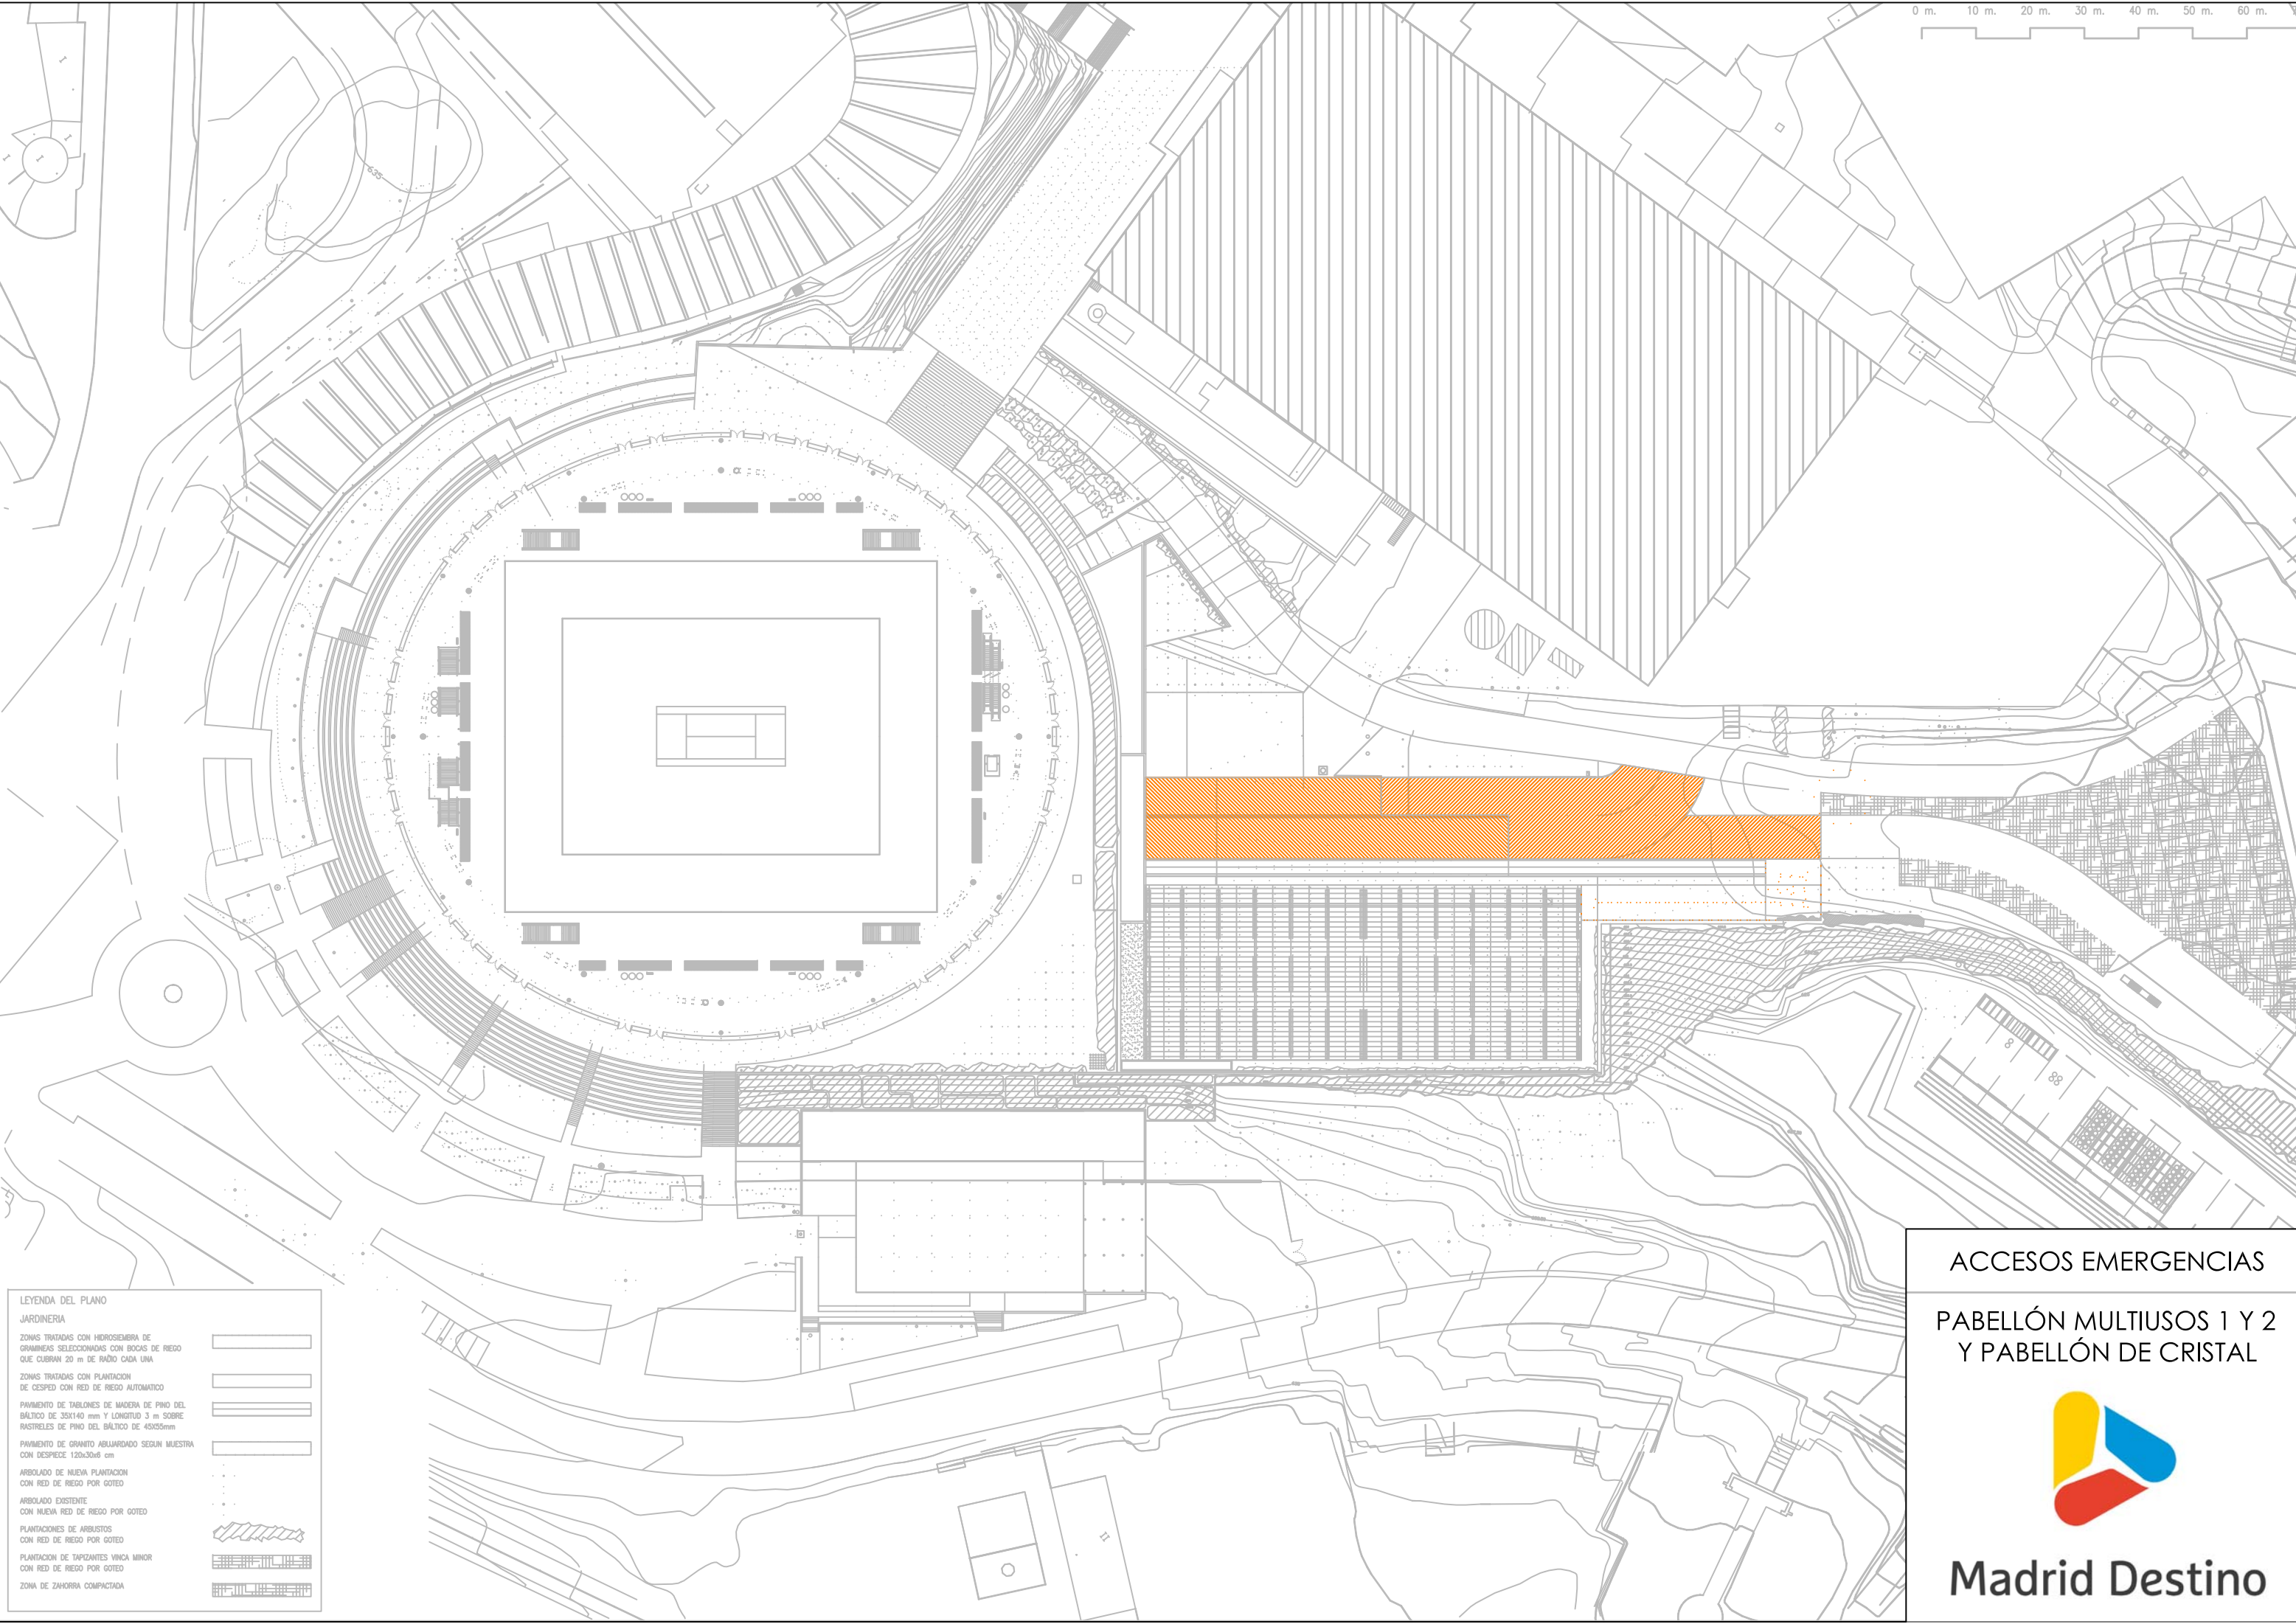 0 m. 10 m. 20 m. 30 m. 40 m. 50 m. 60 m.
635
LEYENDA DEL PLANO
JARDINERIA
ZONAS TRATADAS CON HIDROSIEMBRA DE
GRAMINEAS SELECCIONADAS CON BOCAS DE RIEGO
QUE CUBRAN 20 m DE RADIO CADA UNA
ZONAS TRATADAS CON PLANTACION
DE CESPED CON RED DE RIEGO AUTOMATICO
PAVIMENTO DE TABLONES DE MADERA DE PINO DEL
BÁLTICO DE 35X140 mm Y LONGITUD 3 m SOBRE
RASTRELES DE PINO DEL BÁLTICO DE 45X55mm
PAVIMENTO DE GRANITO ABUJARDADO SEGUN MUESTRA
CON DESPIECE 120x30x6 cm
ARBOLADO DE NUEVA PLANTACION
CON RED DE RIEGO POR GOTEO
ARBOLADO EXISTENTE
CON NUEVA RED DE RIEGO POR GOTEO
PLANTACIONES DE ARBUSTOS
CON RED DE RIEGO POR GOTEO
PLANTACION DE TAPIZANTES VINCA MINOR
CON RED DE RIEGO POR GOTEO
ZONA DE ZAHORRA COMPACTADA
ACCESOS EMERGENCIAS
PABELLÓN MULTIUSOS 1 Y 2
Y PABELLÓN DE CRISTAL
Madrid Destino